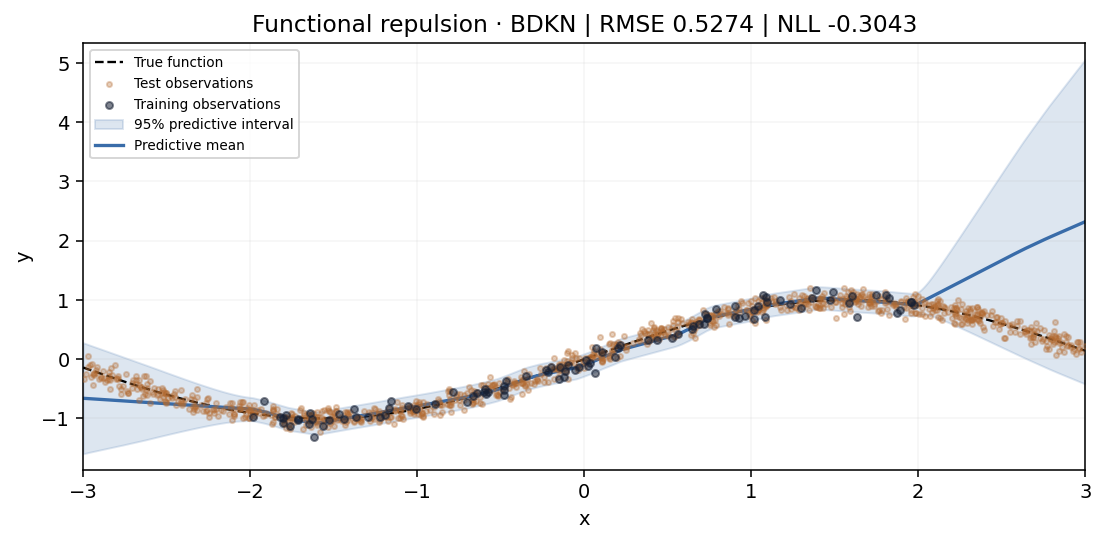 Functional repulsion · BDKN | RMSE 0.5274 | NLL -0.3043
True function
Test observations
Training observations
95% predictive interval
Predictive mean
5
4
3
2
1
0
−1
y
−3
−2
−1
0
1
2
3
x